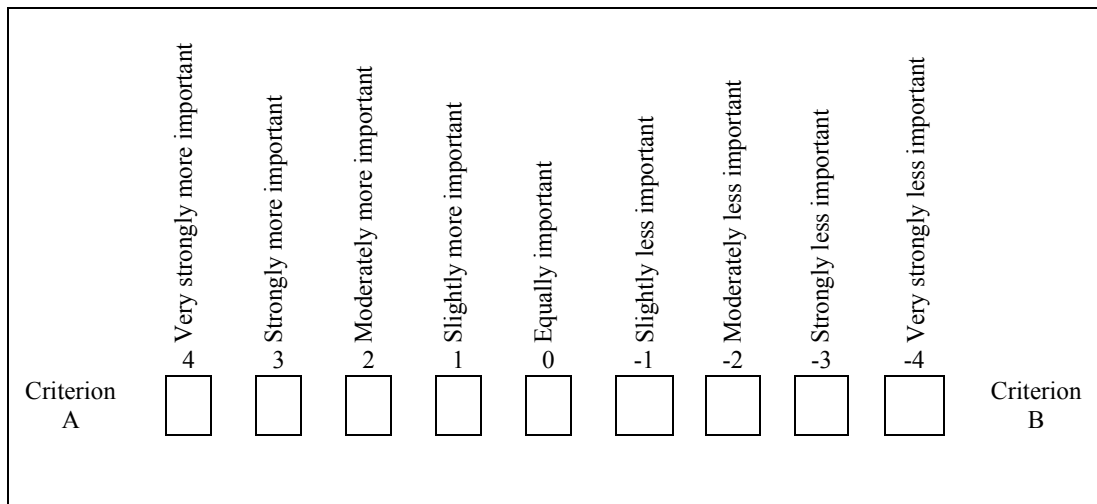 Very strongly more important
Strongly more important
Moderately more important
Slightly more important
Equally important
Slightly less important
Moderately less important
Strongly less important
Very strongly less important
4 3 2 1 0 -1 -2 -3 -4
Criterion
A
Criterion
B